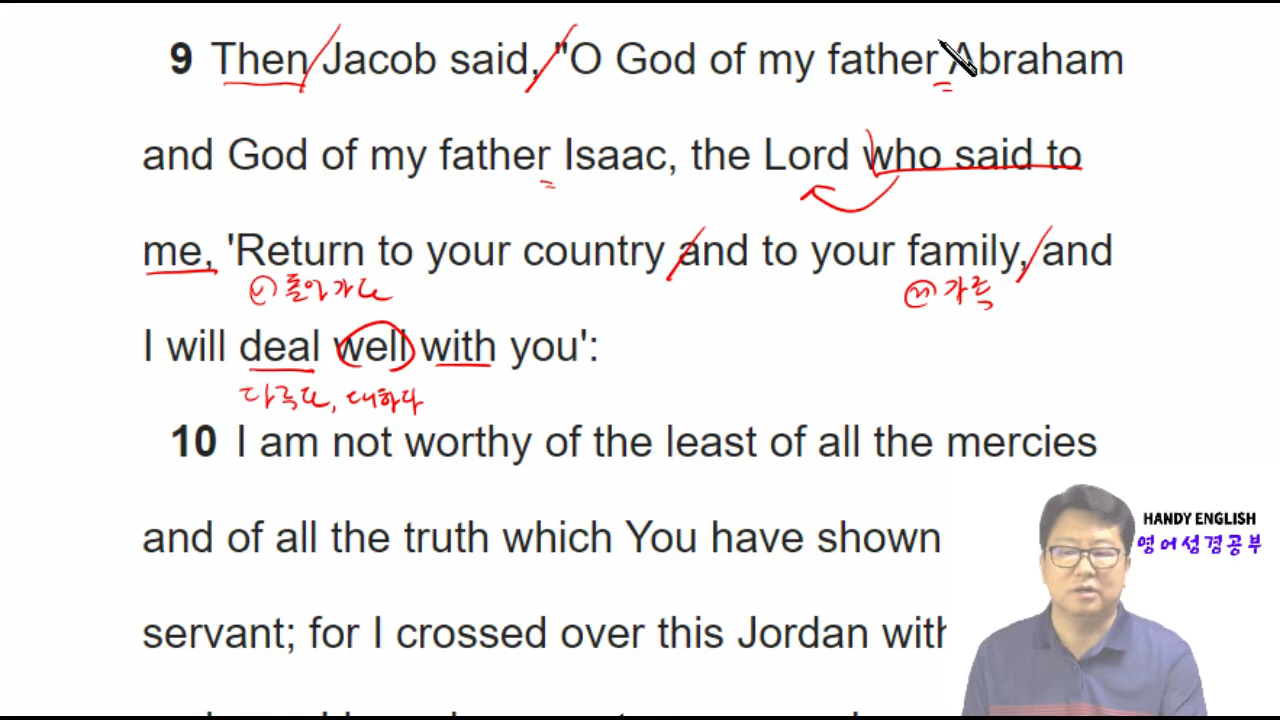 9 Then Jacob said, "O God of my father Abraham
and God of my father Isaac, the Lord who said to
me, 'Return to your country and to your family, and
ⓥ 돌아가다 ⓝ 가족
I will deal well with you':
다루다, 대하다
10 I am not worthy of the least of all the mercies
and of all the truth which You have shown
HANDY ENGLISH
영어성경공부
servant; for I crossed over this Jordan with